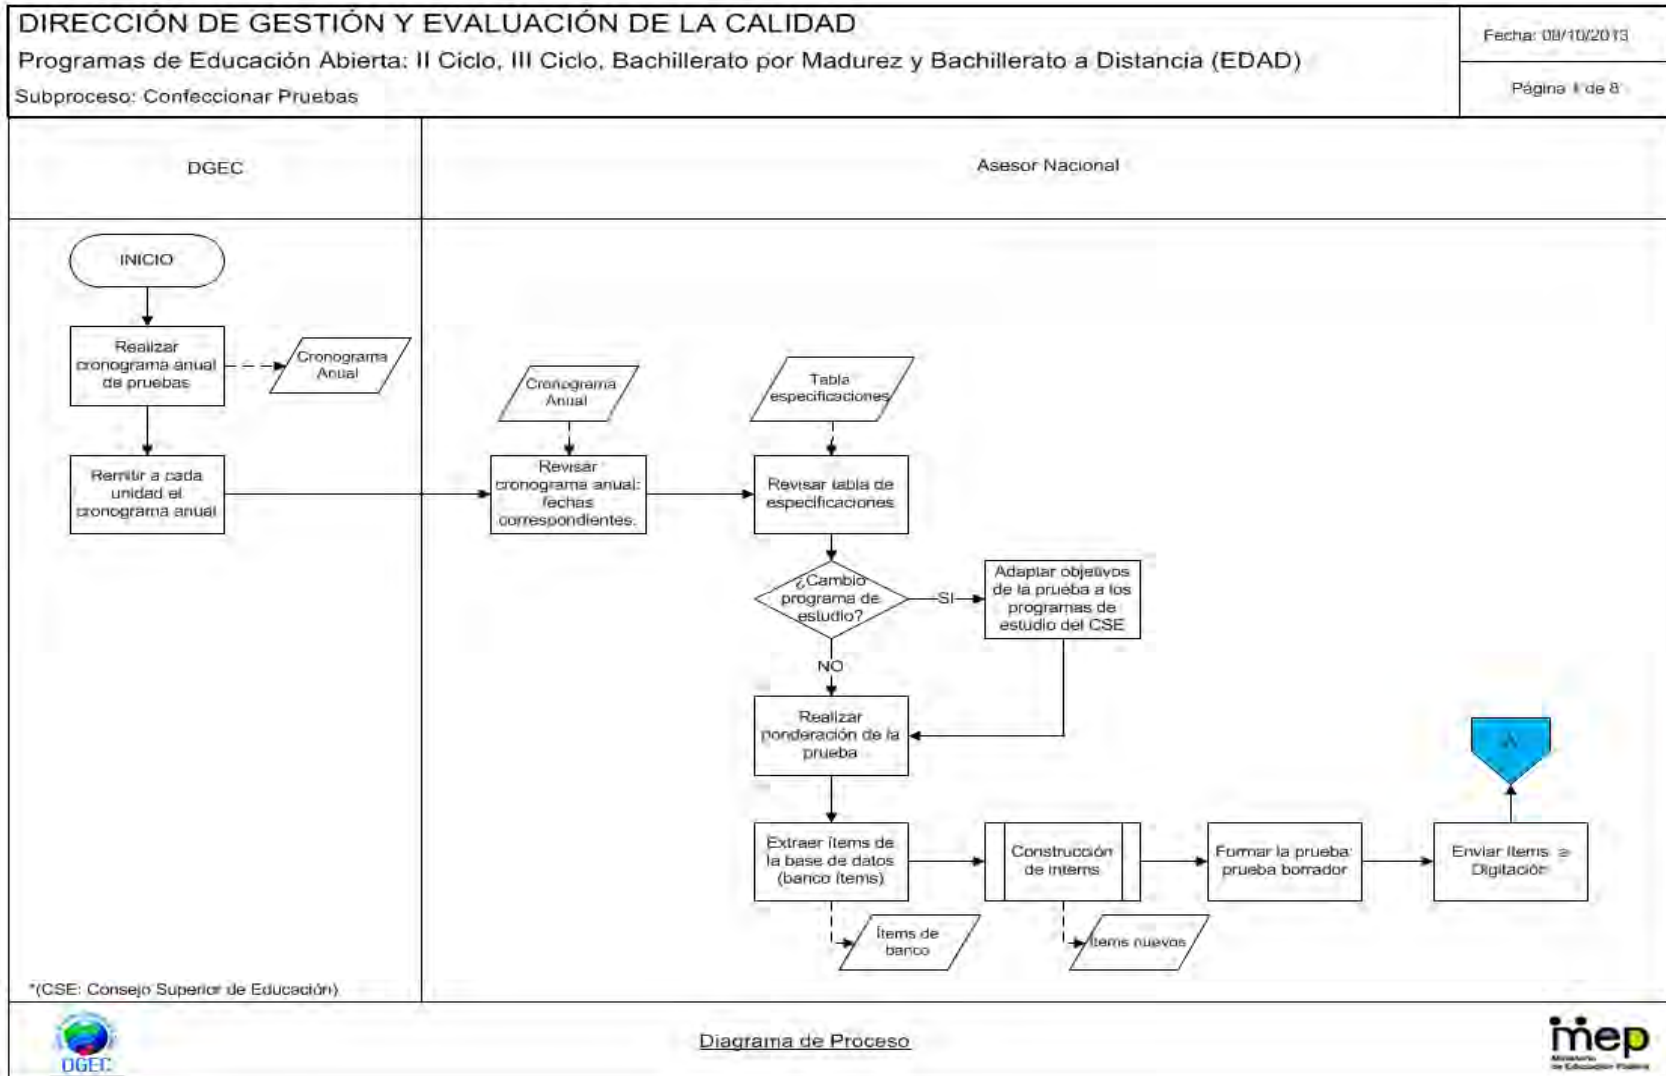 DIRECCIÓN DE GESTIÓN Y EVALUACIÓN DE LA CALIDAD
Programas de Educación Abierta: II Ciclo, III Ciclo, Bachillerato por Madurez y Bachillerato a Distancia (EDAD)
Subproceso: Confeccionar Pruebas
Fecha: 08/10/2013
Página 1 de 8
DGEC
Asesor Nacional
INICIO
Realizar
cronograma anual
de pruebas
Cronograma
Anual
Remitir a cada
unidad el
cronograma anual
Cronograma
Anual
Revisar
cronograma anual:
fechas
correspondientes.
Tabla
especificaciones
Revisar tabla de
especificaciones
¿Cambio
programa de
estudio?
SI
Adaptar objetivos
de la prueba a los
programas de
estudio del CSE
NO
Realizar
ponderación de la
prueba
Extraer ítems de
la base de datos
(banco ítems)
Ítems de
banco
Construcción
de interns
Ítems nuevos
Formar la prueba:
prueba borrador
Enviar ítems a
Digitación
A
*(CSE: Consejo Superior de Educación)
DGEC
Diagrama de Proceso
mep
Ministerio
de Educación Pública